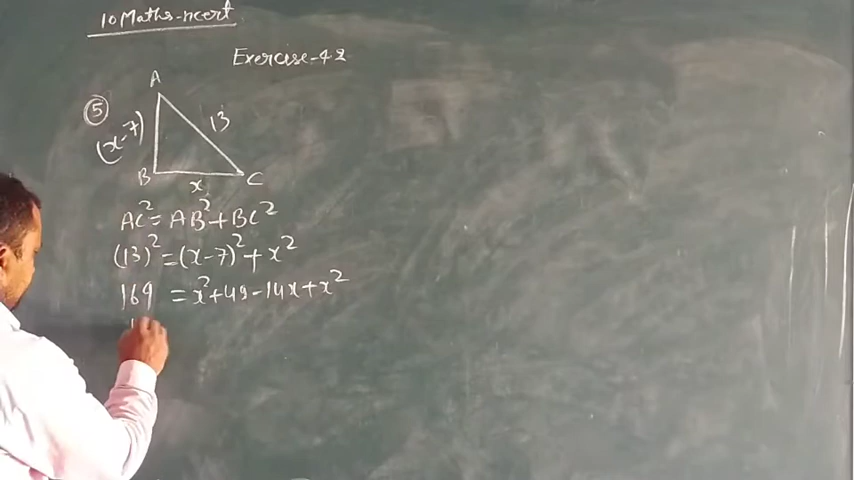 10 Maths-ncert
Exercise-4.2
A
5
(x-7)
13
B
x
C
AC²=AB²+BC²
(13)²=(x-7)²+x²
169 = x²+49-14x+x²
1